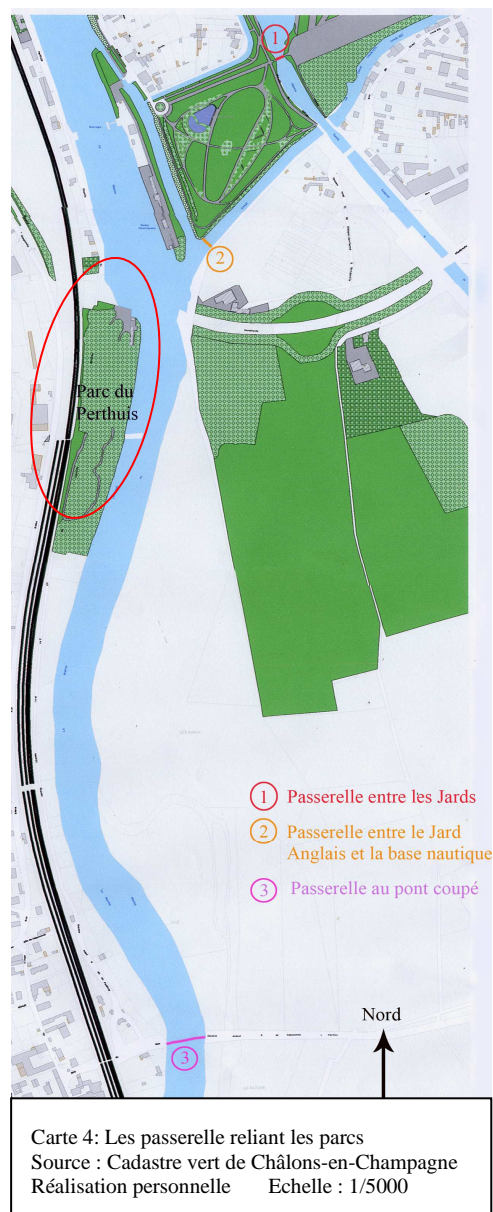 1
2
Parc du
Perthuis
1 Passerelle entre les Jards
2 Passerelle entre le Jard
Anglais et la base nautique
3 Passerelle au pont coupé
Nord
3
Carte 4: Les passerelle reliant les parcs
Source : Cadastre vert de Châlons-en-Champagne
Réalisation personnelle Echelle : 1/5000